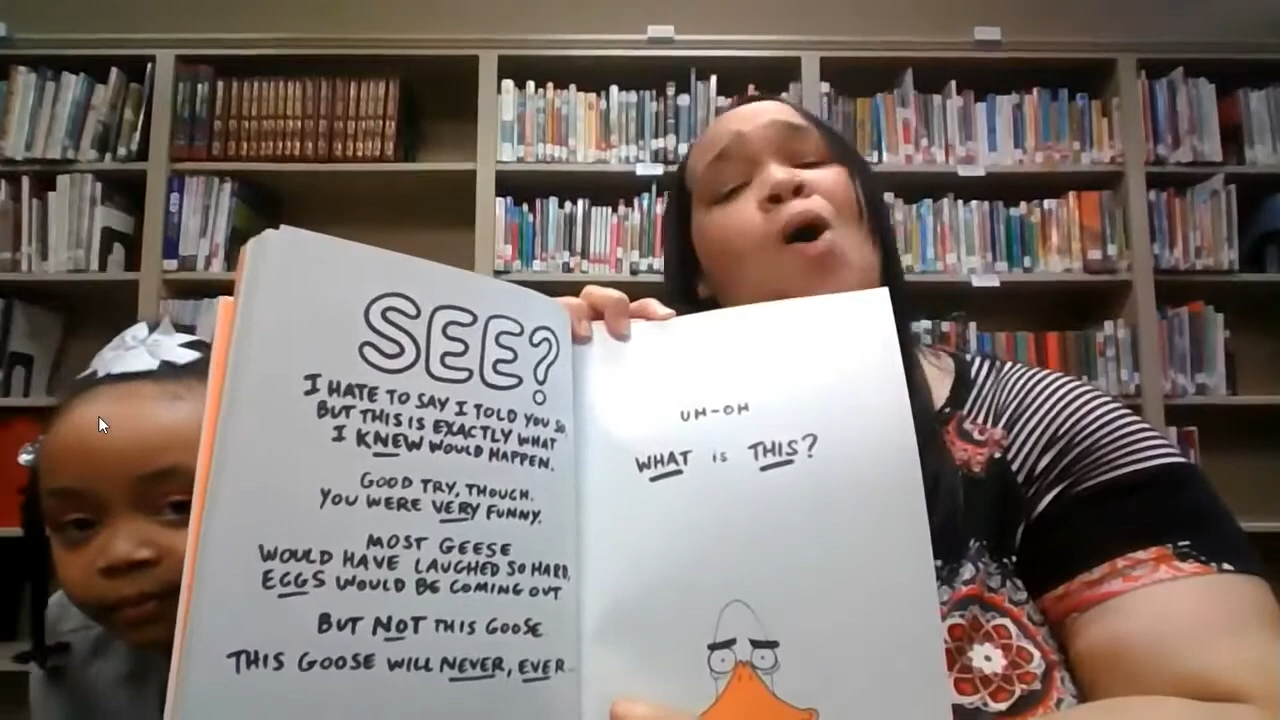 SEE?
I HATE TO SAY I TOLD YOU SO,
BUT THIS IS EXACTLY WHAT
I KNEW WOULD HAPPEN.
GOOD TRY, THOUGH.
YOU WERE VERY FUNNY.
MOST GEESE
WOULD HAVE LAUGHED SO HARD,
EGGS WOULD BE COMING OUT
BUT NOT THIS GOOSE
THIS GOOSE WILL NEVER, EVER
UH-OH
WHAT is THIS?